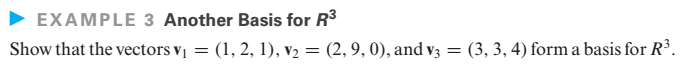 ▶ EXAMPLE 3 Another Basis for R³
Show that the vectors v₁ = (1, 2, 1), v₂ = (2, 9, 0), and v₃ = (3, 3, 4) form a basis for R³.